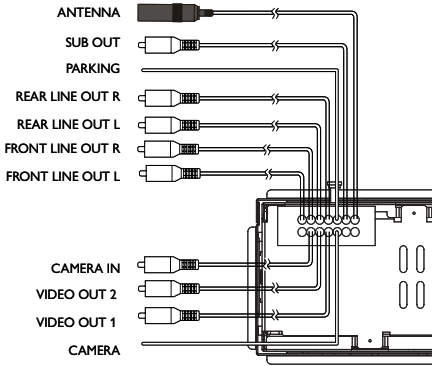 ANTENNA
SUB OUT
PARKING
REAR LINE OUT R
REAR LINE OUT L
FRONT LINE OUT R
FRONT LINE OUT L
CAMERA IN
VIDEO OUT 2
VIDEO OUT 1
CAMERA